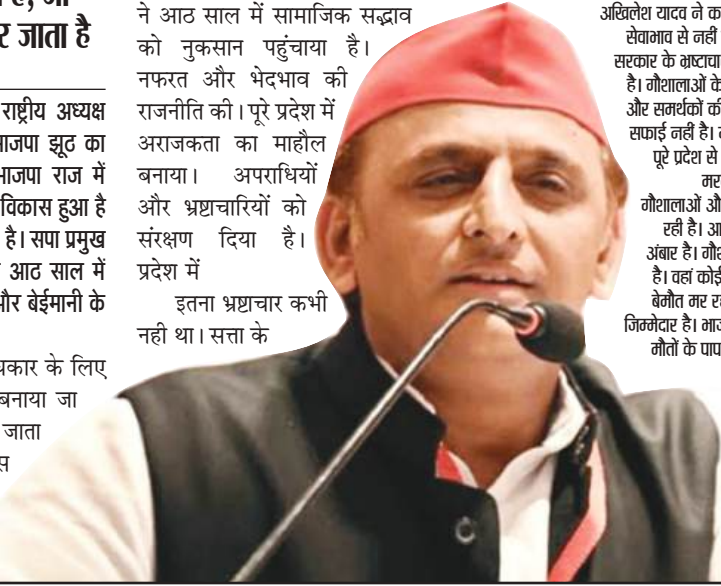 र जाता है
राष्ट्रीय अध्यक्ष
भाजपा झूठ का
भाजपा राज में
विकास हुआ है
है। सपा प्रमुख
आठ साल में
और बेईमानी के
के लिए
बनाया जा
जाता
ने आठ साल में सामाजिक सद्भाव
को नुकसान पहुंचाया है।
नफरत और भेदभाव की
राजनीति की। पूरे प्रदेश में
अराजकता का माहौल
बनाया। अपराधियों
और भ्रष्टाचारियों को
संरक्षण दिया है।
प्रदेश में
इतना भ्रष्टाचार कभी
नही था। सत्ता के
अखिलेश यादव ने क
सेवाभाव से नहीं
सरकार के भ्रष्टाचा
है। गौशालाओं के
और समर्थकों की
सफाई नहीं है।
पूरे प्रदेश से
मर
गौशालाओं औ
रही है। आ
अंबार है। गौश
है। वहां कोई
बेमौत मर रह
जिम्मेदार है। भाज
मौतों के पाप